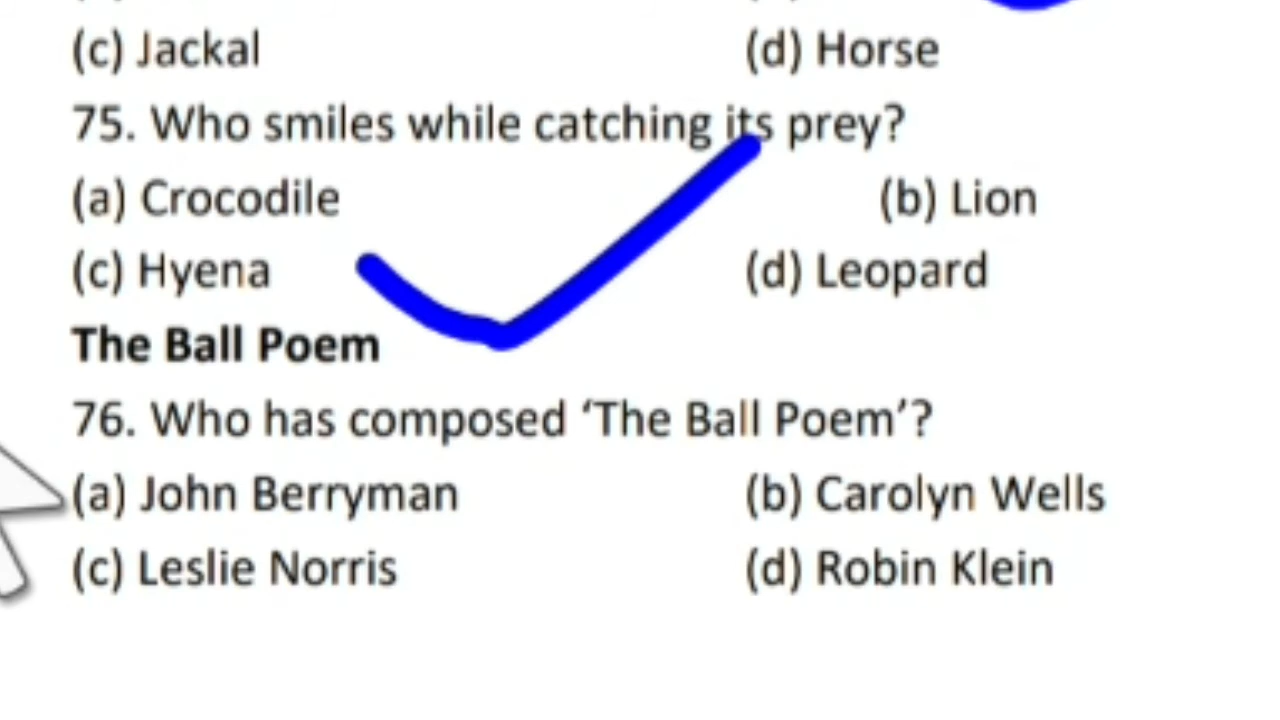 (c) Jackal (d) Horse
75. Who smiles while catching its prey?
(a) Crocodile (b) Lion
(c) Hyena (d) Leopard
The Ball Poem
76. Who has composed ‘The Ball Poem’?
(a) John Berryman (b) Carolyn Wells
(c) Leslie Norris (d) Robin Klein